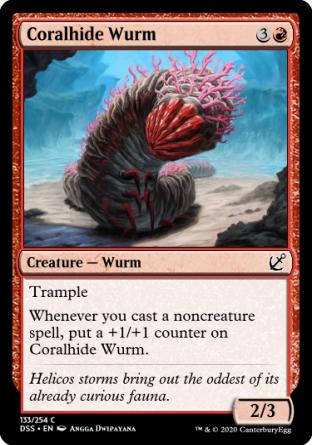 Coralhide Wurm 3
Creature — Wurm
Trample
Whenever you cast a noncreature
spell, put a +1/+1 counter on
Coralhide Wurm.
Helicos storms bring out the oddest of its
already curious fauna.
2/3
133/254 C
DSS • EN Angga Dwipayana
™ & © 2020 CanterburyEgg